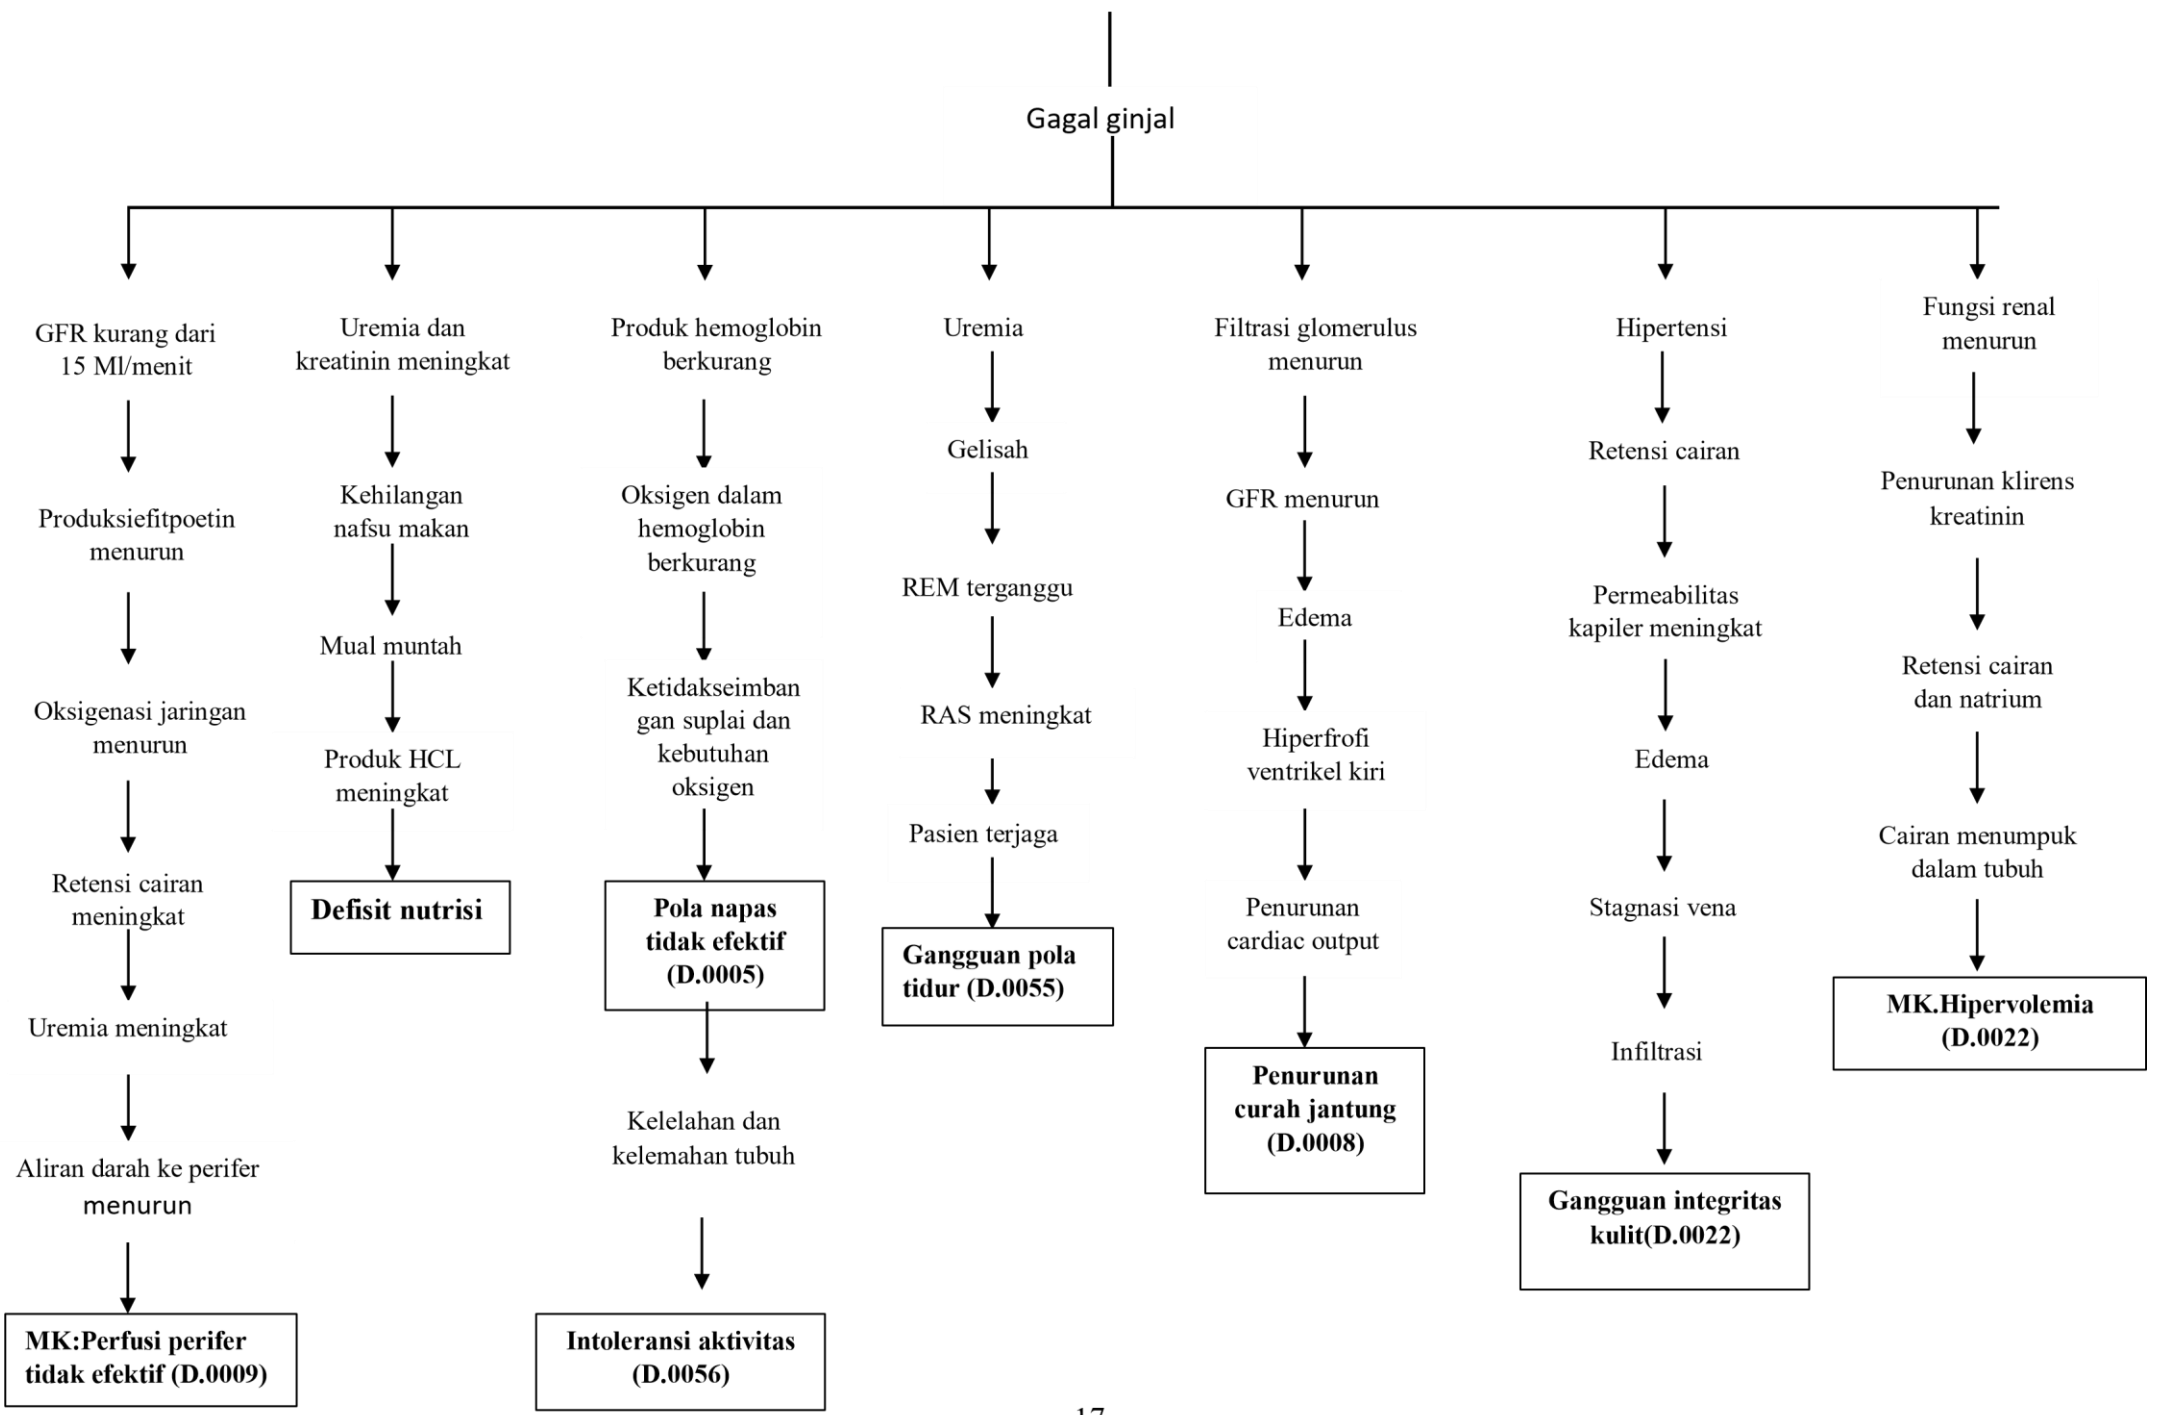 Gagal ginjal
GFR kurang dari
15 Ml/menit
Produksiefitpoetin
menurun
Oksigenasi jaringan
menurun
Retensi cairan
meningkat
Uremia meningkat
Aliran darah ke perifer
menurun
MK:Perfusi perifer
tidak efektif (D.0009)
Uremia dan
kreatinin meningkat
Kehilangan
nafsu makan
Mual muntah
Produk HCL
meningkat
Defisit nutrisi
Produk hemoglobin
berkurang
Oksigen dalam
hemoglobin
berkurang
Ketidakseimban
gan suplai dan
kebutuhan
oksigen
Pola napas
tidak efektif
(D.0005)
Kelelahan dan
kelemahan tubuh
Intoleransi aktivitas
(D.0056)
Uremia
Gelisah
REM terganggu
RAS meningkat
Pasien terjaga
Gangguan pola
tidur (D.0055)
Filtrasi glomerulus
menurun
GFR menurun
Edema
Hiperfrofi
ventrikel kiri
Penurunan
cardiac output
Penurunan
curah jantung
(D.0008)
Hipertensi
Retensi cairan
Permeabilitas
kapiler meningkat
Edema
Stagnasi vena
Infiltrasi
Gangguan integritas
kulit(D.0022)
Fungsi renal
menurun
Penurunan klirens
kreatinin
Retensi cairan
dan natrium
Cairan menumpuk
dalam tubuh
MK.Hipervolemia
(D.0022)
17